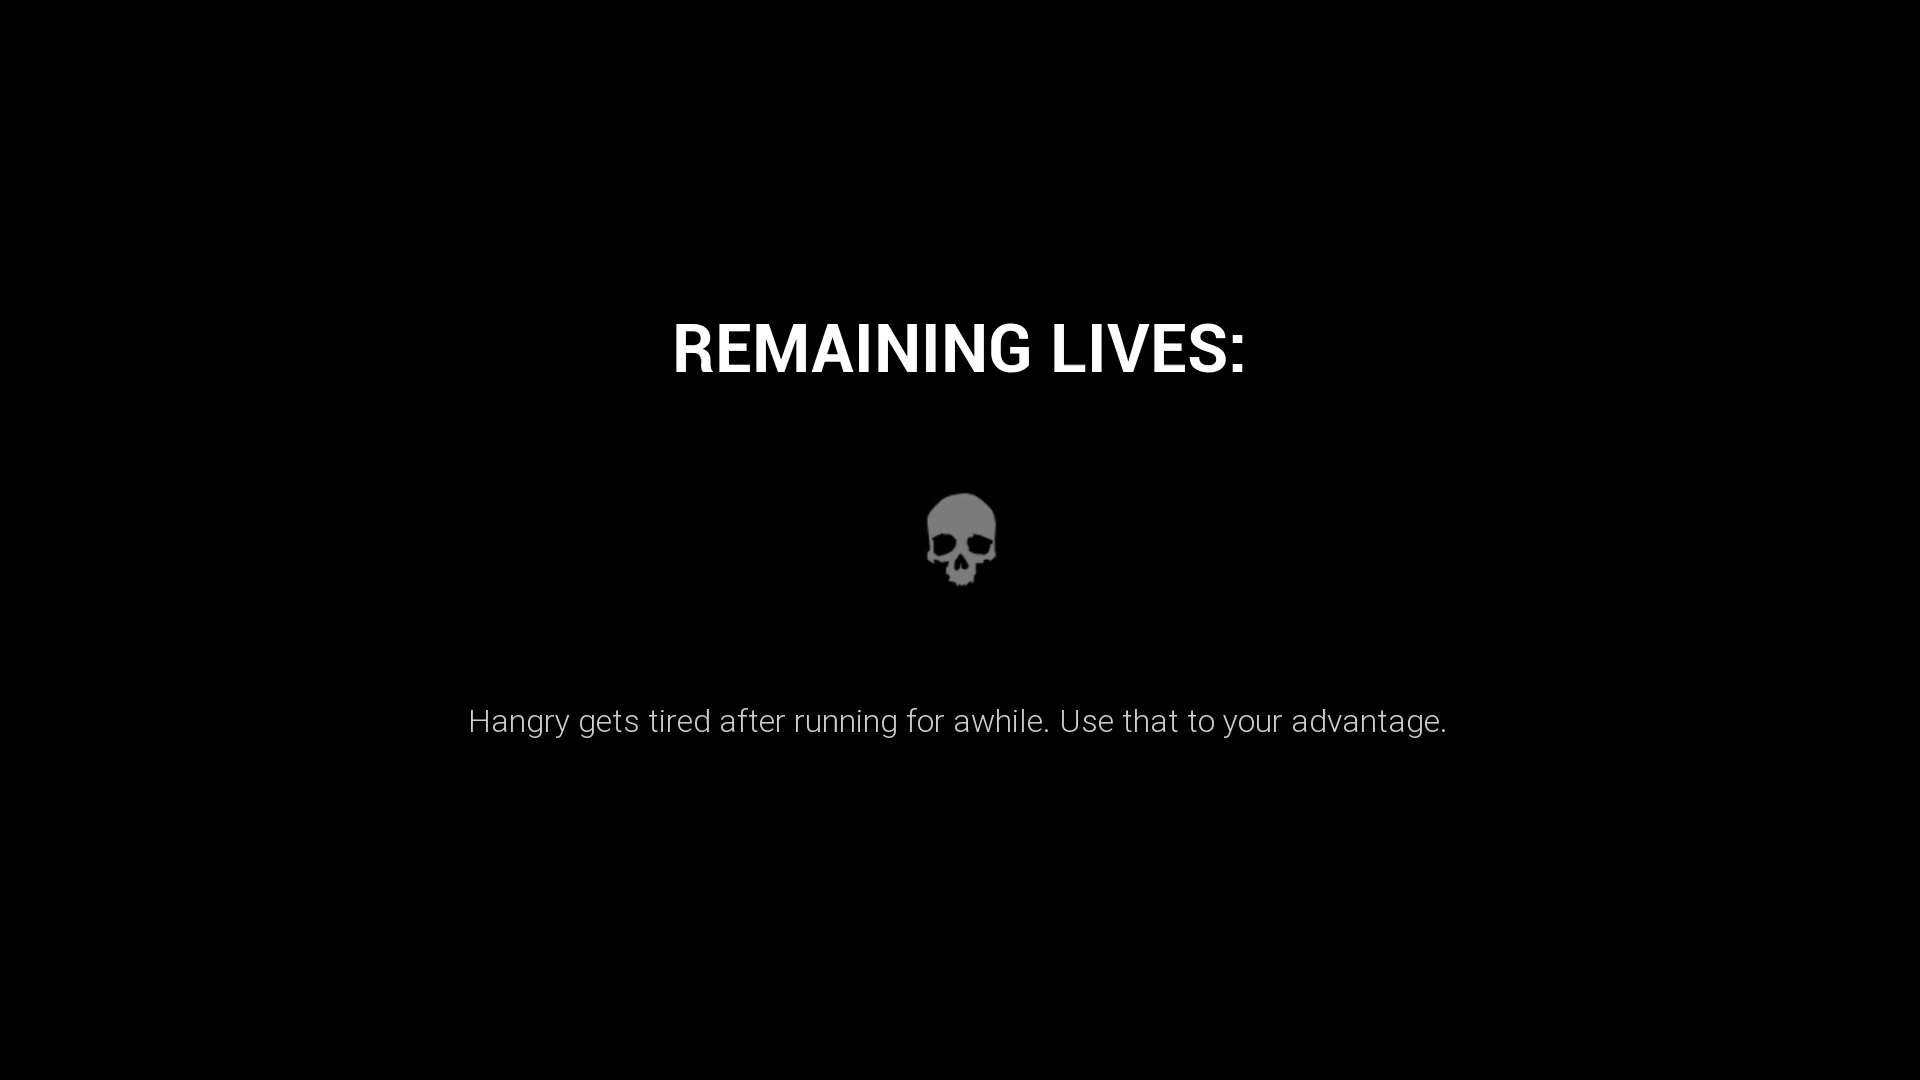 REMAINING LIVES:
Hangry gets tired after running for awhile. Use that to your advantage.